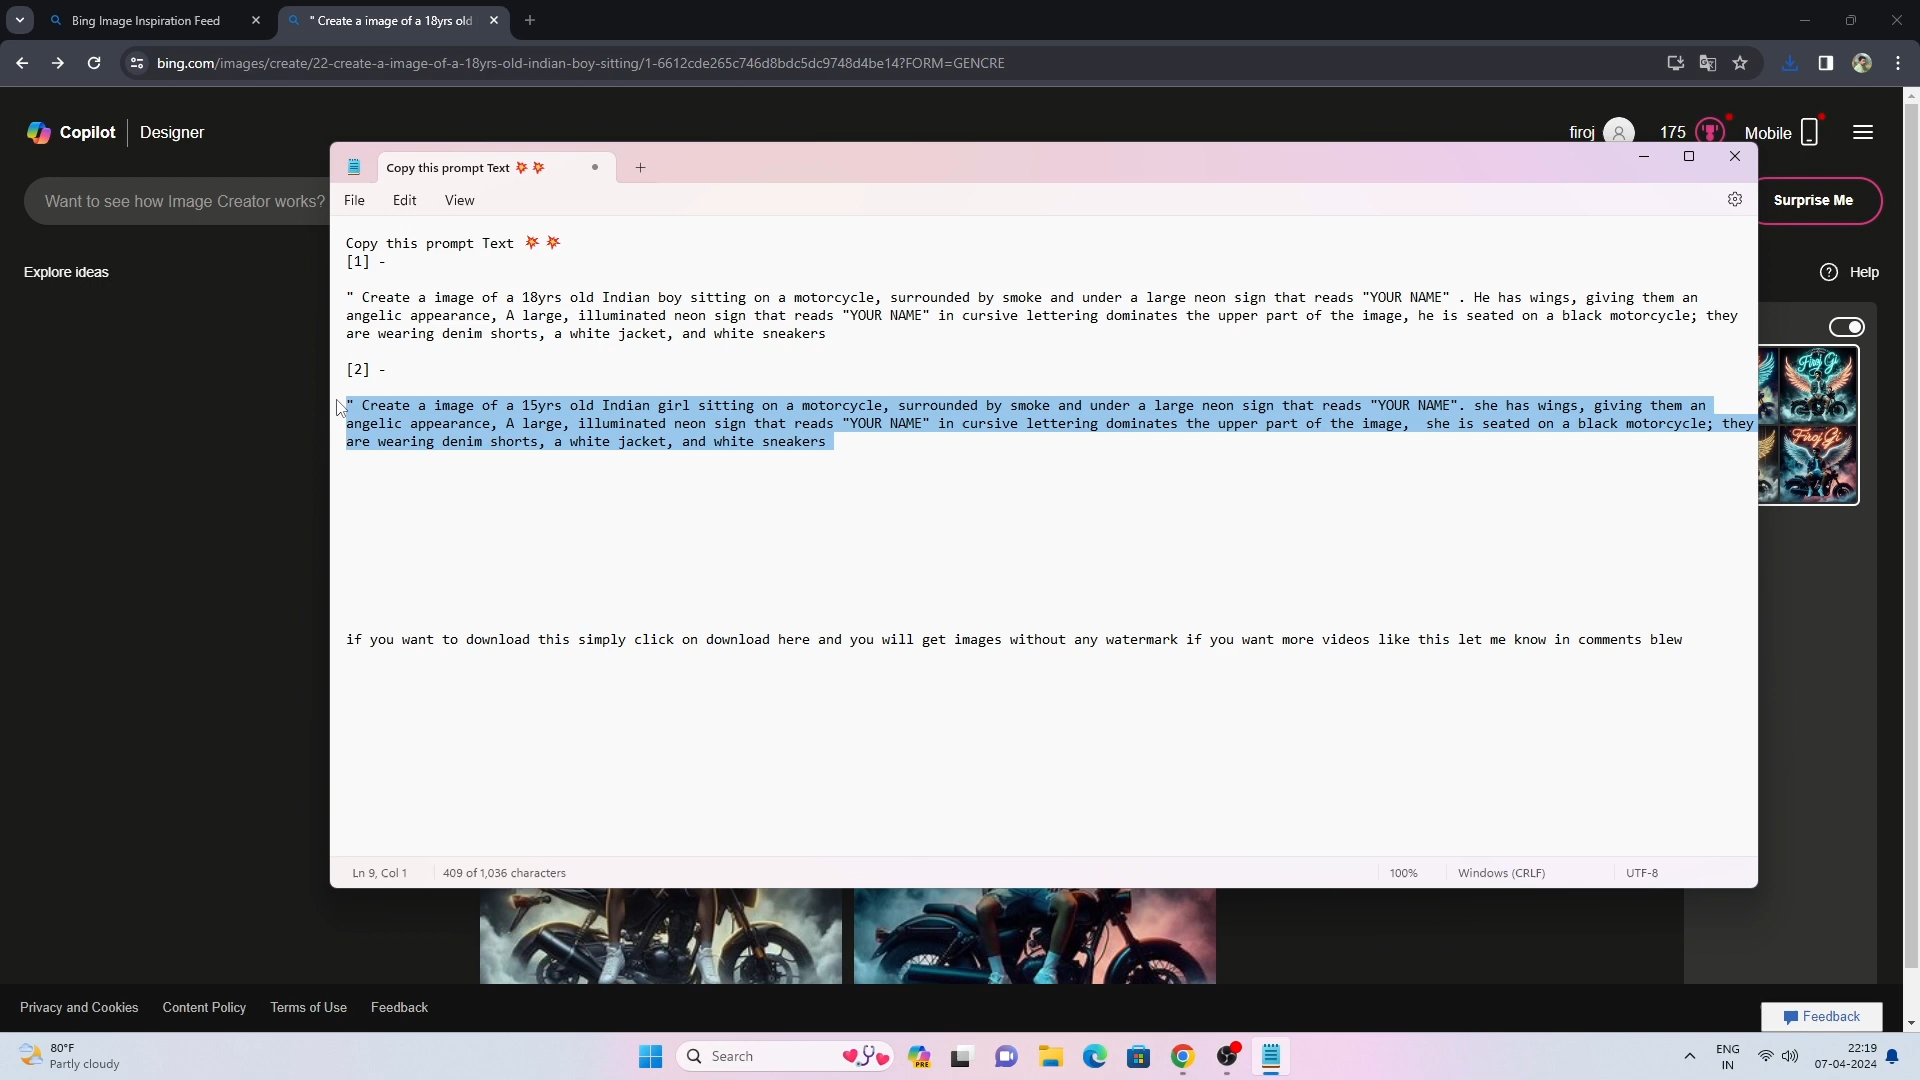 Bing Image Inspiration Feed
" Create a image of a 18yrs old
bing.com/images/create/22-create-a-image-of-a-18yrs-old-indian-boy-sitting/1-6612cde265c746d8bdc5dc9748d4be14?FORM=GENCRE
Copilot
Designer
firoj
175
Mobile
Want to see how Image Creator works?
Surprise Me
Explore ideas
Help
Copy this prompt Text 💥 💥
File
Edit
View
Copy this prompt Text 💥 💥
[1] -
" Create a image of a 18yrs old Indian boy sitting on a motorcycle, surrounded by smoke and under a large neon sign that reads "YOUR NAME" . He has wings, giving them an
angelic appearance, A large, illuminated neon sign that reads "YOUR NAME" in cursive lettering dominates the upper part of the image, he is seated on a black motorcycle; they
are wearing denim shorts, a white jacket, and white sneakers
[2] -
" Create a image of a 15yrs old Indian girl sitting on a motorcycle, surrounded by smoke and under a large neon sign that reads "YOUR NAME". she has wings, giving them an
angelic appearance, A large, illuminated neon sign that reads "YOUR NAME" in cursive lettering dominates the upper part of the image,  she is seated on a black motorcycle; they
are wearing denim shorts, a white jacket, and white sneakers
if you want to download this simply click on download here and you will get images without any watermark if you want more videos like this let me know in comments blew
Firoj Gi
Firoj Gi
Ln 9, Col 1
409 of 1,036 characters
100%
Windows (CRLF)
UTF-8
Privacy and Cookies
Content Policy
Terms of Use
Feedback
Feedback
80°F
Partly cloudy
Search
PRE
ENG
IN
22:19
07-04-2024